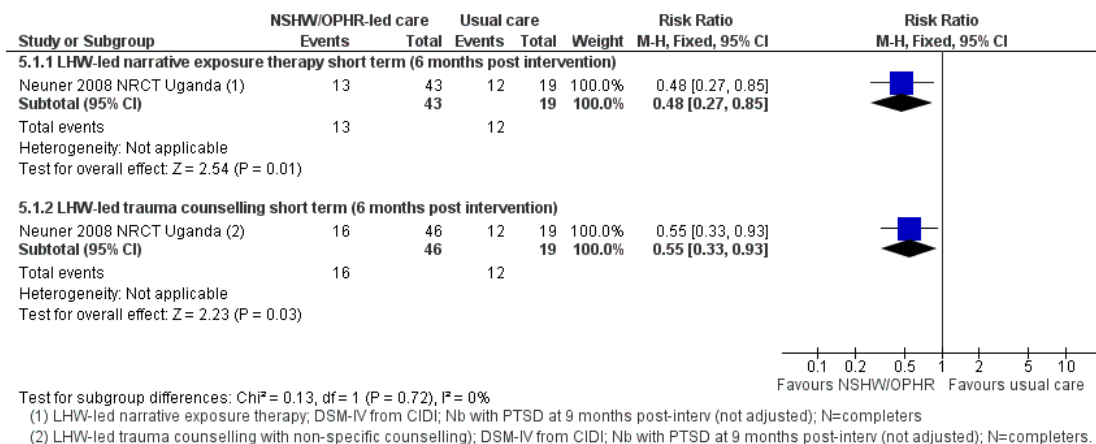 NSHW/OPHR-led care Usual care Risk Ratio Risk Ratio
Study or Subgroup Events Total Events Total Weight M-H, Fixed, 95% CI M-H, Fixed, 95% CI
5.1.1 LHW-led narrative exposure therapy short term (6 months post intervention)
Neuner 2008 NRCT Uganda (1) 13 43 12 19 100.0% 0.48 [0.27, 0.85]
Subtotal (95% CI) 43 19 100.0% 0.48 [0.27, 0.85]
Total events 13 12
Heterogeneity: Not applicable
Test for overall effect: Z = 2.54 (P = 0.01)
5.1.2 LHW-led trauma counselling short term (6 months post intervention)
Neuner 2008 NRCT Uganda (2) 16 46 12 19 100.0% 0.55 [0.33, 0.93]
Subtotal (95% CI) 46 19 100.0% 0.55 [0.33, 0.93]
Total events 16 12
Heterogeneity: Not applicable
Test for overall effect: Z = 2.23 (P = 0.03)
0.1 0.2 0.5 1 2 5 10
Favours NSHW/OPHR Favours usual care
Test for subgroup differences: Chi² = 0.13, df = 1 (P = 0.72), I² = 0%
(1) LHW-led narrative exposure therapy; DSM-IV from CIDI; Nb with PTSD at 9 months post-interv (not adjusted); N=completers
(2) LHW-led trauma counselling with non-specific counselling); DSM-IV from CIDI; Nb with PTSD at 9 months post-interv (not adjusted); N=completers.